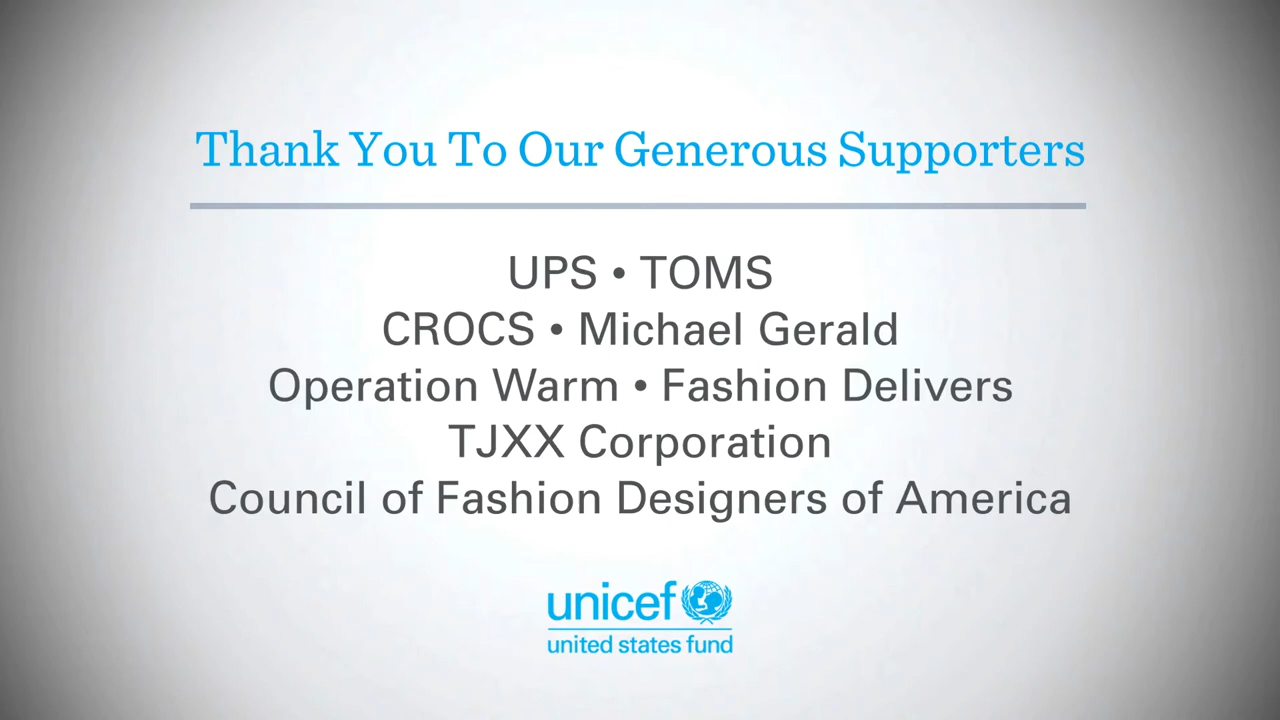 Thank You To Our Generous Supporters
UPS • TOMS
CROCS • Michael Gerald
Operation Warm • Fashion Delivers
TJXX Corporation
Council of Fashion Designers of America
unicef
united states fund